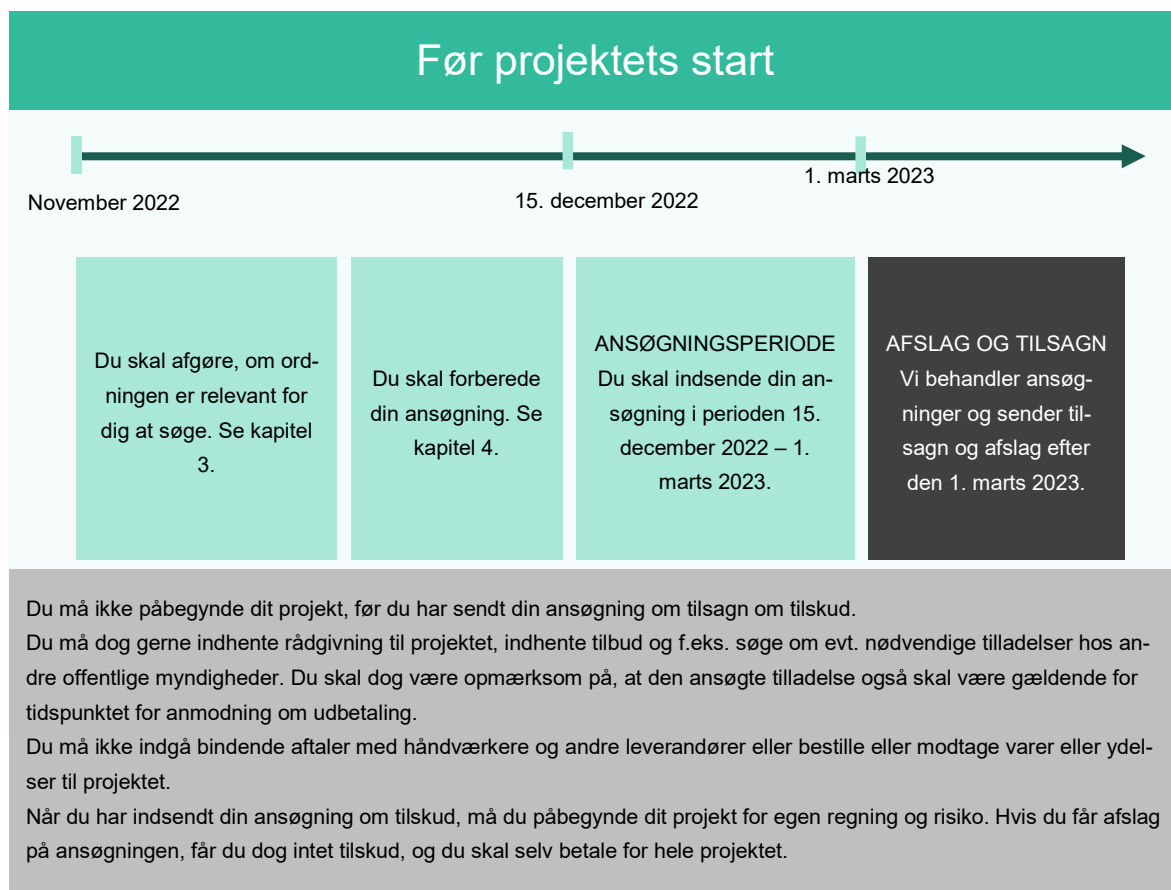 Før projektets start
1. marts 2023
November 2022
15. december 2022
Du skal afgøre, om ord-
ningen er relevant for
dig at søge. Se kapitel
3.
Du skal forberede
din ansøgning. Se
kapitel 4.
ANSØGNINGSPERIODE
Du skal indsende din an-
søgning i perioden 15.
december 2022 – 1.
marts 2023.
AFSLAG OG TILSAGN
Vi behandler ansøg-
ninger og sender til-
sagn og afslag efter
den 1. marts 2023.
Du må ikke påbegynde dit projekt, før du har sendt din ansøgning om tilsagn om tilskud.
Du må dog gerne indhente rådgivning til projektet, indhente tilbud og f.eks. søge om evt. nødvendige tilladelser hos an-
dre offentlige myndigheder. Du skal dog være opmærksom på, at den ansøgte tilladelse også skal være gældende for
tidspunktet for anmodning om udbetaling.
Du må ikke indgå bindende aftaler med håndværkere og andre leverandører eller bestille eller modtage varer eller ydel-
ser til projektet.
Når du har indsendt din ansøgning om tilskud, må du påbegynde dit projekt for egen regning og risiko. Hvis du får afslag
på ansøgningen, får du dog intet tilskud, og du skal selv betale for hele projektet.